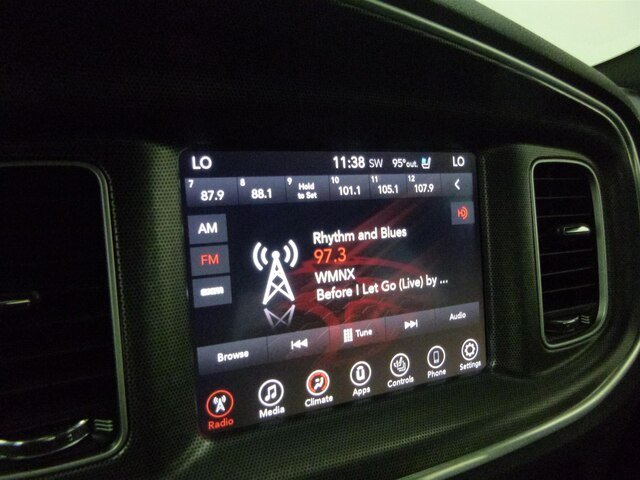 LO 11:38 SW 95°out. LO
7 87.9 8 88.1 9 Hold to Set 10 101.1 11 105.1 12 107.9
AM
FM
Rhythm and Blues
97.3
WMNX
Before I Let Go (Live) by ...
Browse Tune Audio
Radio Media Climate Apps Controls Phone Settings